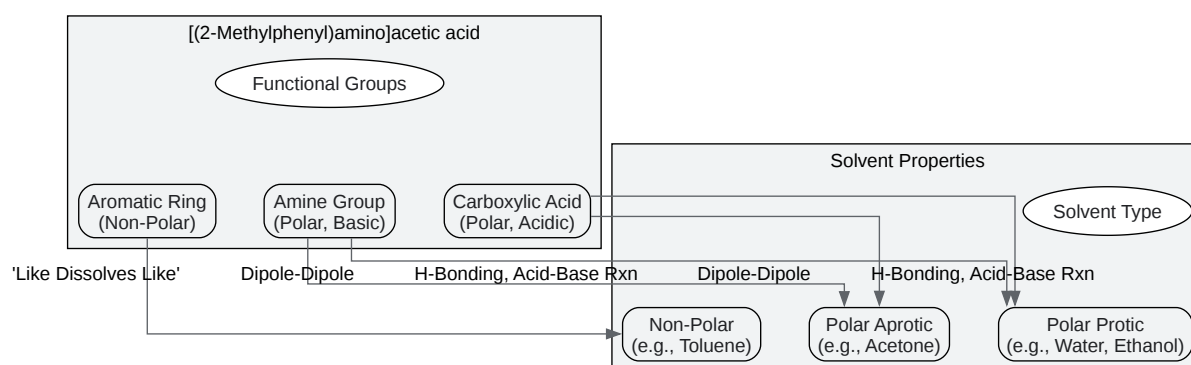 [(2-Methylphenyl)amino]acetic acid
Functional Groups
Aromatic Ring
(Non-Polar)
Amine Group
(Polar, Basic)
Carboxylic Acid
(Polar, Acidic)
Solvent Properties
Solvent Type
'Like Dissolves Like'
Dipole-Dipole
H-Bonding, Acid-Base Rxn
Dipole-Dipole
H-Bonding, Acid-Base Rxn
Non-Polar
(e.g., Toluene)
Polar Aprotic
(e.g., Acetone)
Polar Protic
(e.g., Water, Ethanol)